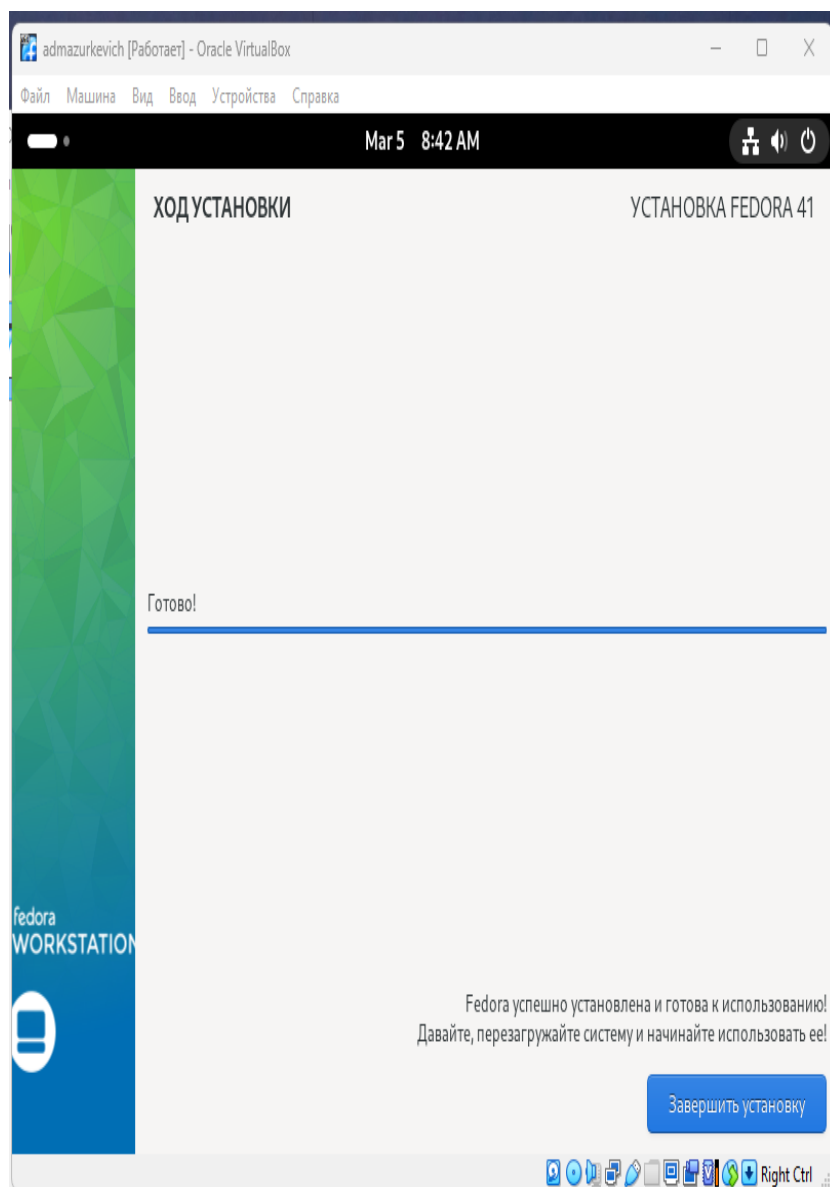 admazurkevich [Работает] - Oracle VirtualBox
Файл Машина Вид Ввод Устройства Справка
Mar 5 8:42 AM
ХОД УСТАНОВКИ
УСТАНОВКА FEDORA 41
Готово!
fedora
WORKSTATION
Fedora успешно установлена и готова к использованию!
Давайте, перезагружайте систему и начинайте использовать ее!
Завершить установку
Right Ctrl